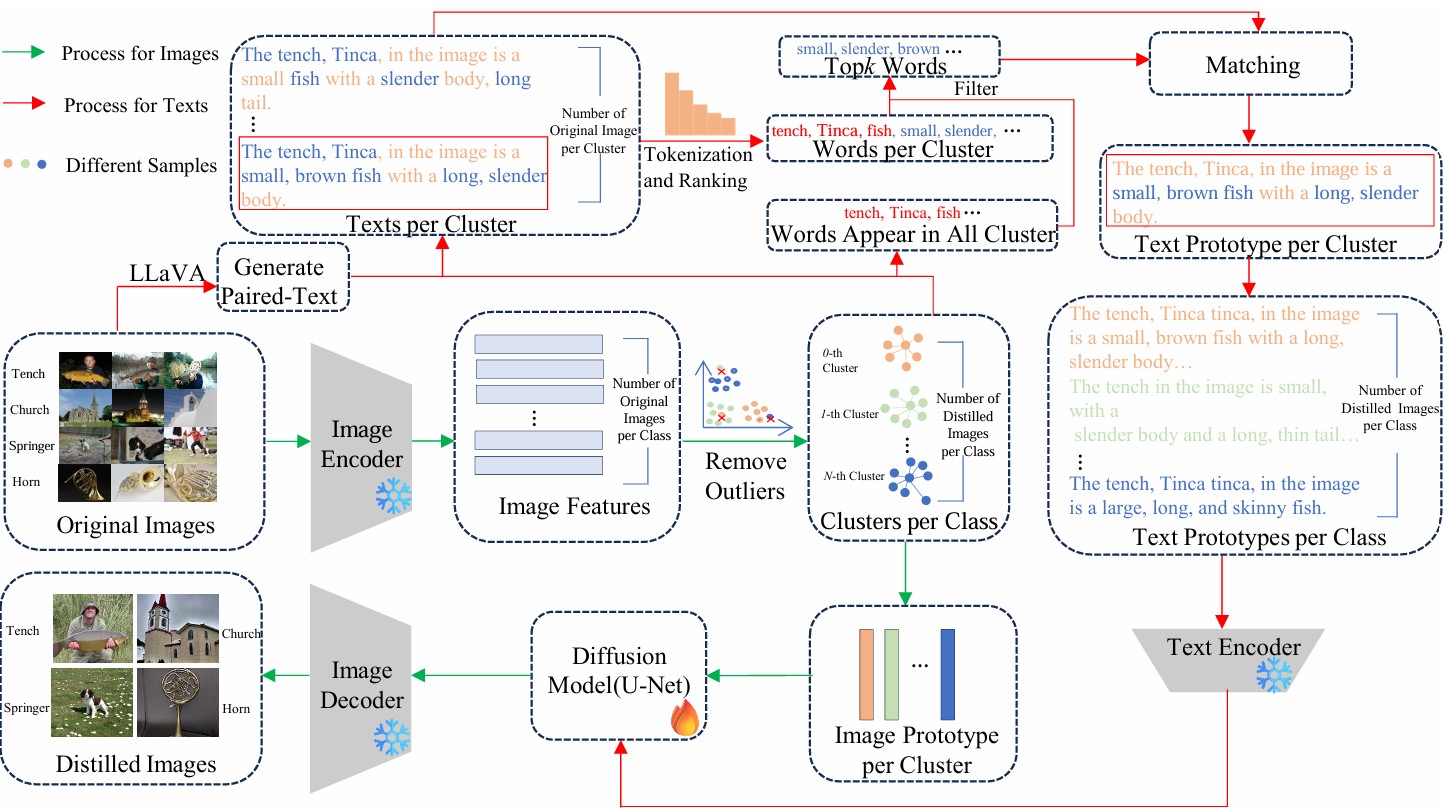 Process for Images
Process for Texts
Different Samples
The tench, Tinca, in the image is a
small fish with a slender body, long
tail.
⋮
The tench, Tinca, in the image is a
small, brown fish with a long, slender
body.
Number of
Original Image
per Cluster
Texts per Cluster
Tokenization
and Ranking
small, slender, brown ...
Topk Words
Filter
tench, Tinca, fish, small, slender, ...
Words per Cluster
tench, Tinca, fish...
Words Appear in All Cluster
Matching
The tench, Tinca, in the image is a
small, brown fish with a long, slender
body.
Text Prototype per Cluster
LLaVA
Generate
Paired-Text
Tench
Church
Springer
Horn
Original Images
Image
Encoder
⋮
Number of
Original
Images
per Class
Image Features
Remove
Outliers
0-th
Cluster
1-th Cluster
⋮
N-th Cluster
Number of
Distilled
Images
per Class
Clusters per Class
The tench, Tinca tinca, in the image
is a small, brown fish with a long,
slender body…
The tench in the image is small,
with a
slender body and a long, thin tail…
⋮
The tench, Tinca tinca, in the image
is a large, long, and skinny fish.
Number of
Distilled Images
per Class
Text Prototypes per Class
Tench
Church
Springer
Horn
Distilled Images
Image
Decoder
Diffusion
Model(U-Net)
...
Image Prototype
per Cluster
Text Encoder